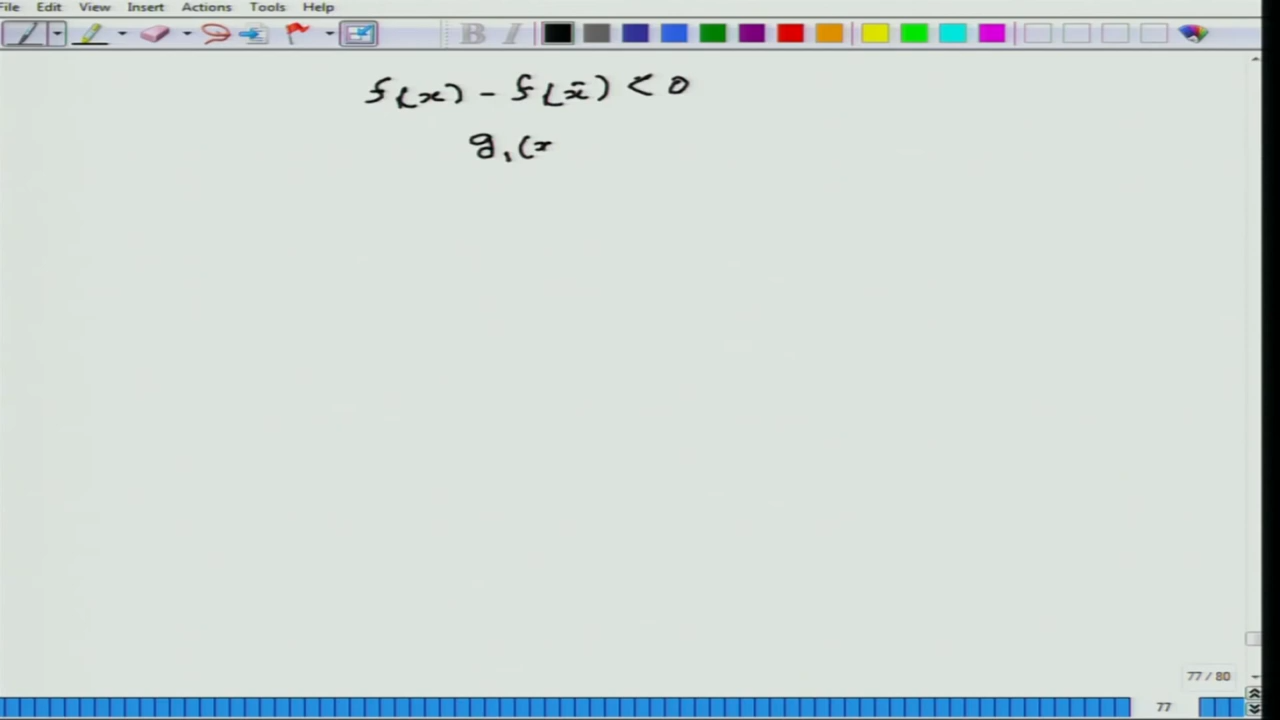 File Edit View Insert Actions Tools Help
B I
f(x) - f(x̄) < 0
g₁(x
77 / 80
77